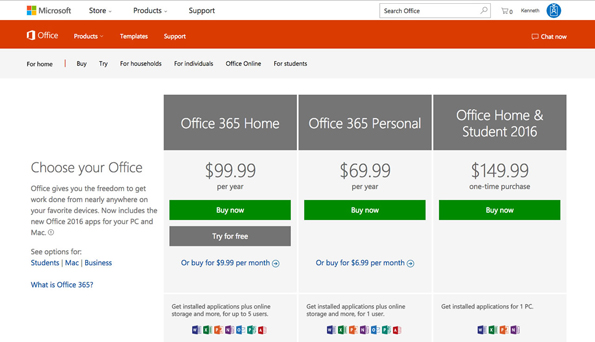 Microsoft Store Products Support Search Office 0 Kenneth
Office Products Templates Support Chat now
For home | Buy Try For households For individuals Office Online For students
Choose your Office
Office gives you the freedom to get
work done from nearly anywhere on
your favorite devices. Now includes the
new Office 2016 apps for your PC and
Mac.
See options for:
Students | Mac | Business
What is Office 365?
Office 365 Home
$99.99
per year
Buy now
Try for free
Or buy for $9.99 per month
Get installed applications plus online
storage and more, for up to 5 users.
Office 365 Personal
$69.99
per year
Buy now
Or buy for $6.99 per month
Get installed applications plus online
storage and more, for 1 user.
Office Home &
Student 2016
$149.99
one-time purchase
Buy now
Get installed applications for 1 PC.